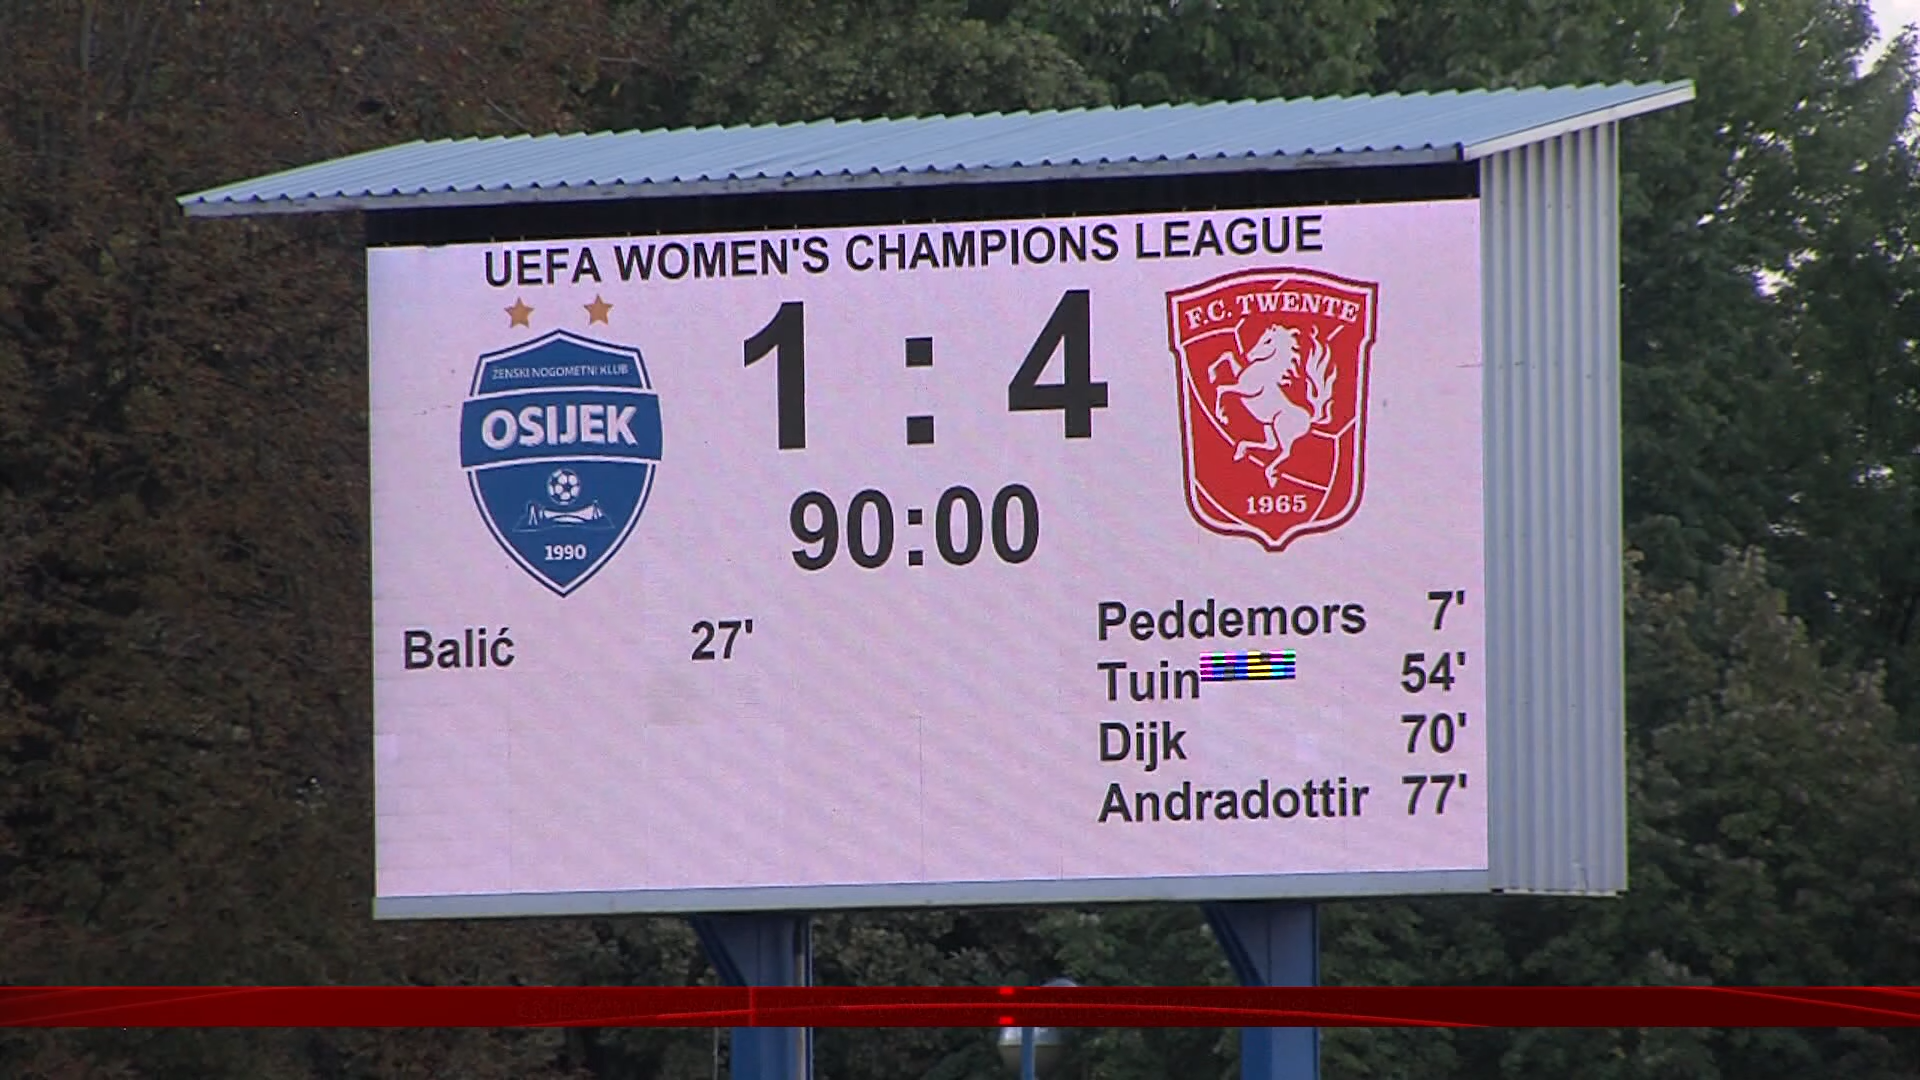 UEFA WOMEN'S CHAMPIONS LEAGUE
1 : 4
ŽENSKI NOGOMETNI KLUB
OSIJEK
1990
F.C. TWENTE
1965
90:00
Balić 27'
Peddemors 7'
Tuin 54'
Dijk 70'
Andradottir 77'